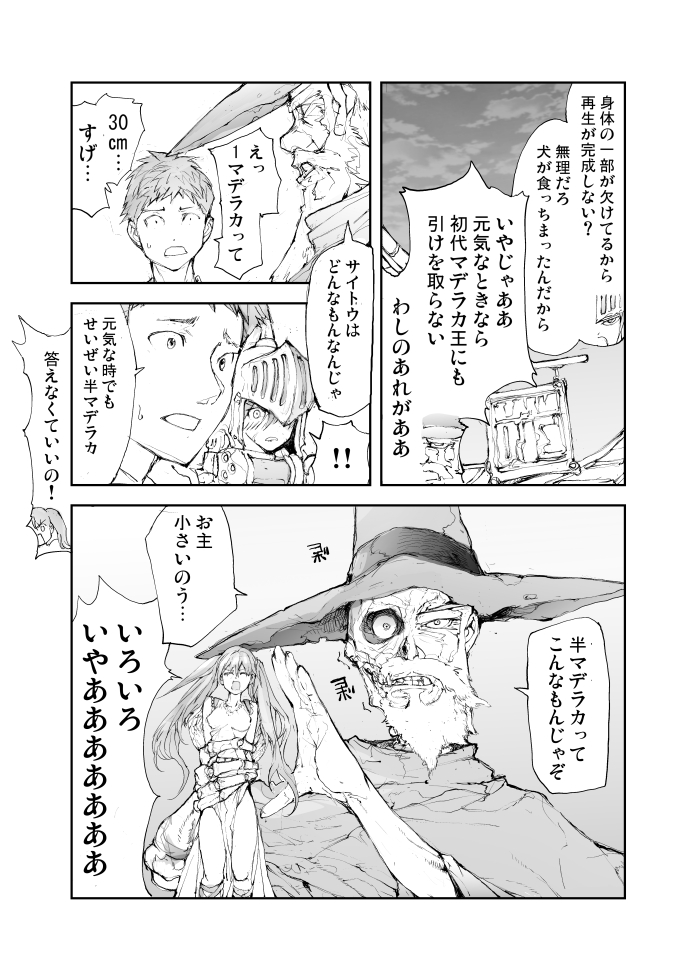 身体の一部が欠けてるから
再生が完成しない？
無理だろ
犬が食っちまったんだから
いやじゃああ
元気なときなら
初代マデラカ王にも
引けを取らない
わしのあれがああ
えっ
1マデラカって
30
cm…
すげ…
サイトウは
どんなもんなんじゃ
!!
元気な時でも
せいぜい半マデラカ
答えなくていいの！
半マデラカって
こんなもんじゃぞ
お主
小さいのう…
いろいろ
いやあああああああ